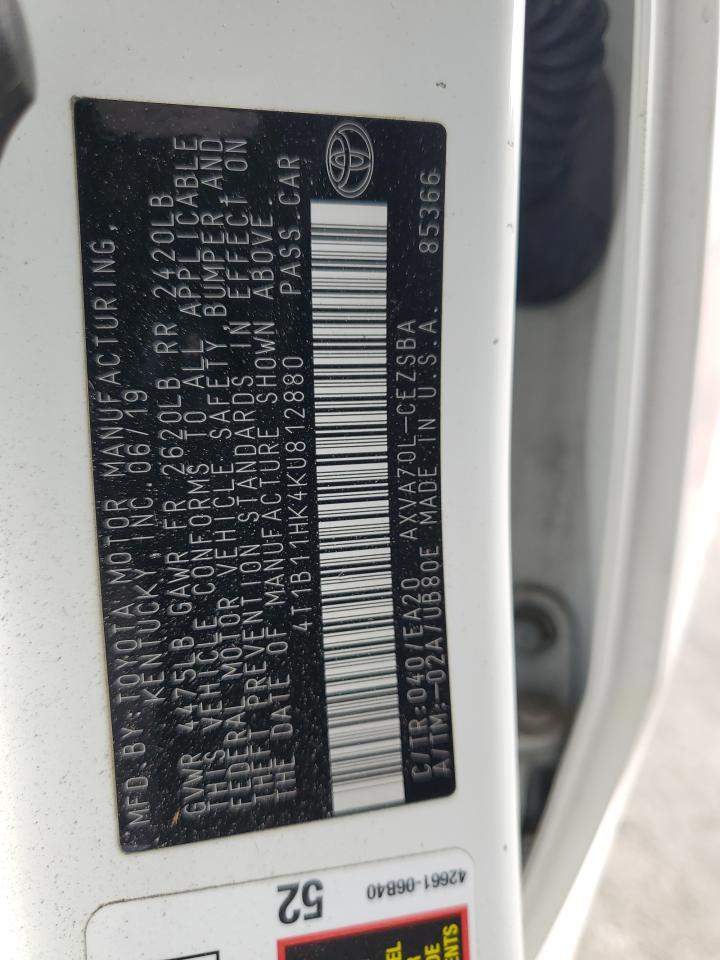 MFD. BY: TOYOTA MOTOR MANUFACTURING,
KENTUCKY, INC. 06/19
GVWR 4475LB GAWR FR 2620LB RR 2420LB
THIS VEHICLE CONFORMS TO ALL APPLICABLE
FEDERAL MOTOR VEHICLE SAFETY, BUMPER, AND
THEFT PREVENTION STANDARDS IN EFFECT ON
THE DATE OF MANUFACTURE SHOWN ABOVE.
4T1B11HK4KU812880 PASS. CAR
C/TR:040/EA20 AXVA70L-CEZSBA
A/TM:-02A/UB80E MADE IN U.S.A. 85366
52
42661-06B40